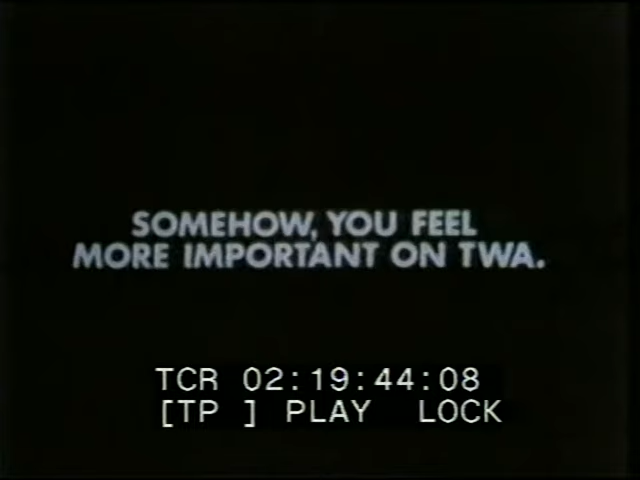 SOMEHOW, YOU FEEL
MORE IMPORTANT ON TWA.
TCR 02:19:44:08
[TP ] PLAY LOCK